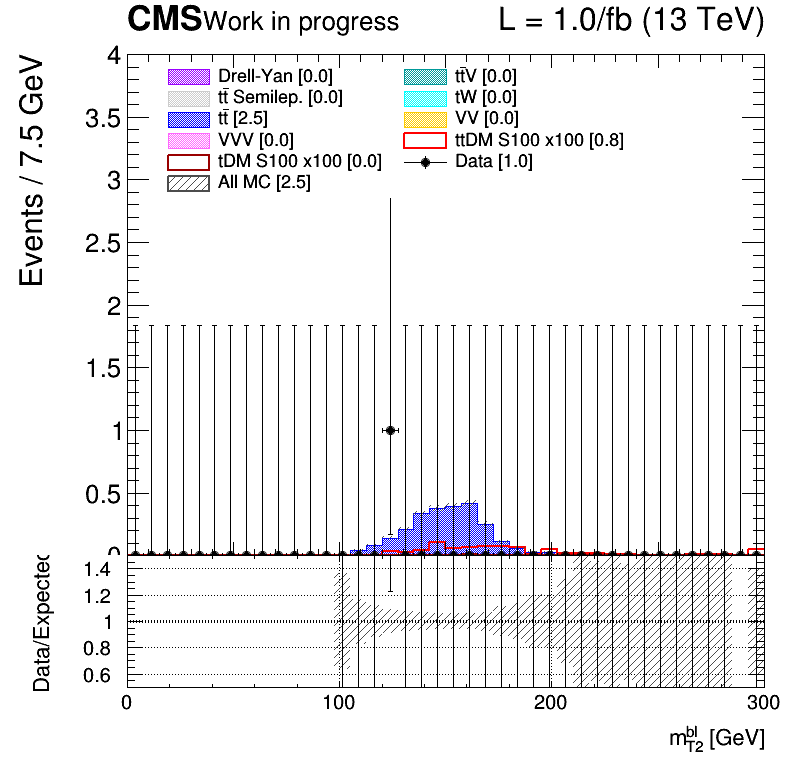 CMS Work in progress L = 1.0/fb (13 TeV)
Events / 7.5 GeV
4
3.5
3
2.5
2
1.5
1
0.5
0
Drell-Yan [0.0]
tt̄ Semilep. [0.0]
tt̄ [2.5]
VVV [0.0]
tDM S100 x100 [0.0]
All MC [2.5]
tt̄V [0.0]
tW [0.0]
VV [0.0]
ttDM S100 x100 [0.8]
Data [1.0]
Data/Expected
1.4
1.2
1
0.8
0.6
0 100 200 300
m_{T2}^{bl} [GeV]